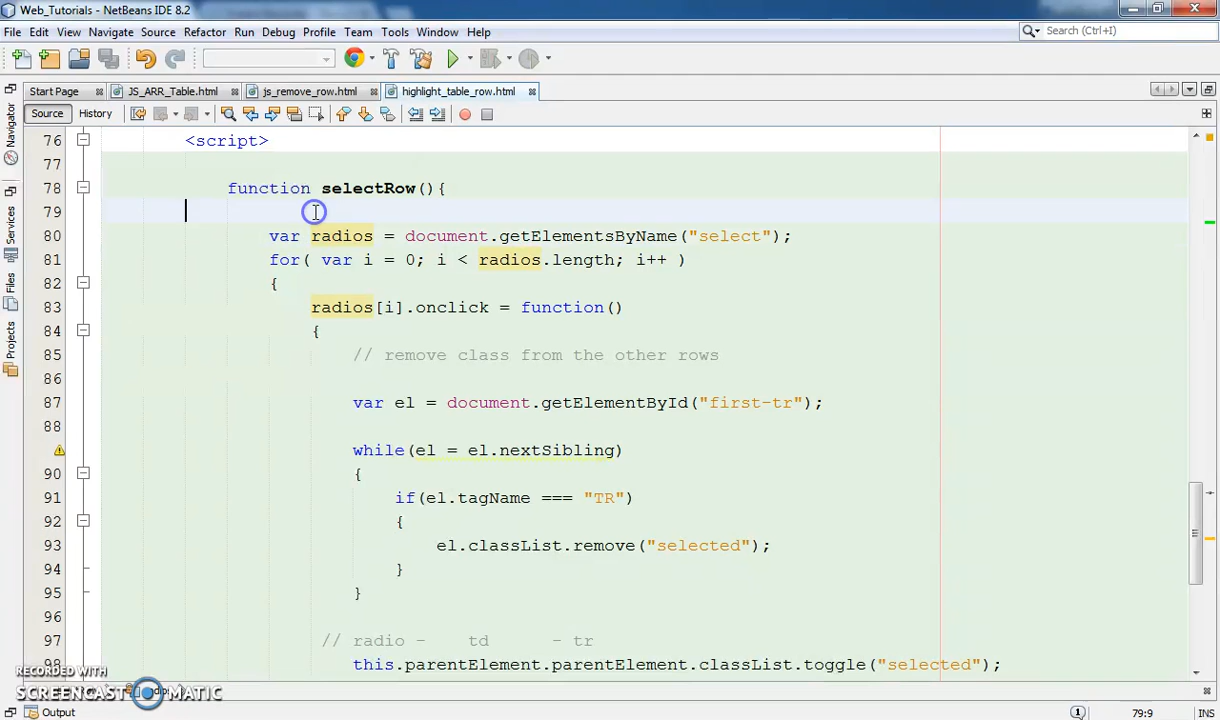 Web_Tutorials - NetBeans IDE 8.2
File Edit View Navigate Source Refactor Run Debug Profile Team Tools Window Help
Search (Ctrl+I)
Start Page JS_ARR_Table.html js_remove_row.html highlight_table_row.html
Source History
Navigator
Services
Files
Projects
76 <script>
77
78 function selectRow(){
79
80 var radios = document.getElementsByName("select");
81 for( var i = 0; i < radios.length; i++ )
82 {
83 radios[i].onclick = function()
84 {
85 // remove class from the other rows
86
87 var el = document.getElementById("first-tr");
88
while(el = el.nextSibling)
90 {
91 if(el.tagName === "TR")
92 {
93 el.classList.remove("selected");
94 }
95 }
96
97 // radio - td - tr
98 this.parentElement.parentElement.classList.toggle("selected");
RECORDED WITH
SCREENCAST MATIC
Output
1 79:9 INS